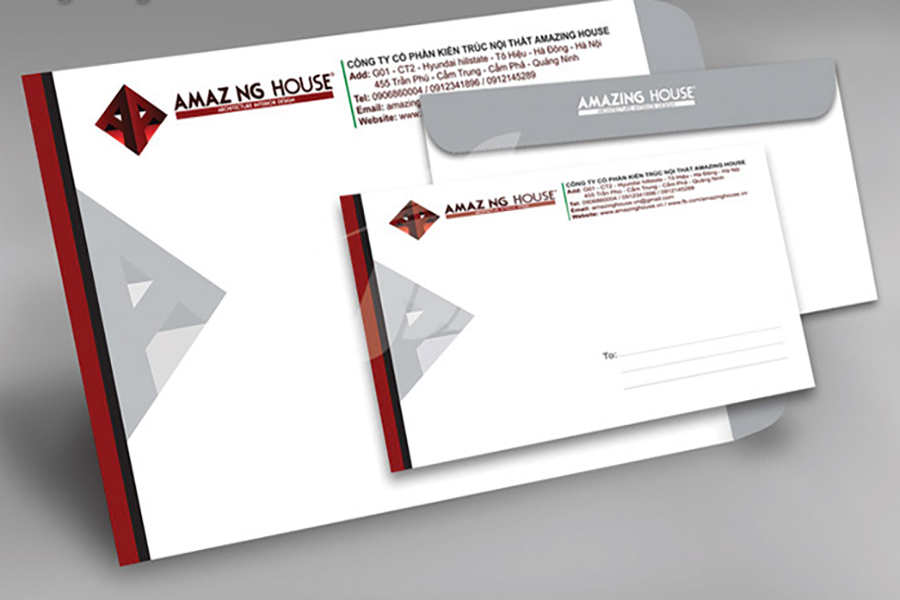 AMAZ NG HOUSE®
ARCHITECTURE INTERIOR DESIGN
CÔNG TY CỔ PHẦN KIẾN TRÚC NỘI THẤT AMAZING HOUSE
Add: G01 - CT2 - Hyundai hillstate - Tô Hiệu - Hà Đông - Hà Nội
455 Trần Phú - Cẩm Trung - Cẩm Phả - Quảng Ninh
Tel: 0906860004 / 0912341896 / 0912145289
Email: amazing
Website: www.
AMAZING HOUSE®
ARCHITECTURE INTERIOR DESIGN
AMAZ NG HOUSE®
ARCHITECTURE INTERIOR DESIGN
CÔNG TY CỔ PHẦN KIẾN TRÚC NỘI THẤT AMAZING HOUSE
Add: G01 - CT2 - Hyundai hillstate - Tô Hiệu - Hà Đông - Hà Nội
455 Trần Phú - Cẩm Trung - Cẩm Phả - Quảng Ninh
Tel: 0906860004 / 0912341896 / 0912145289
Email: amazinghouse.vn@gmail.com
Website: www.amazinghouse.vn / www.fb.com/amazinghouse.vn
To: